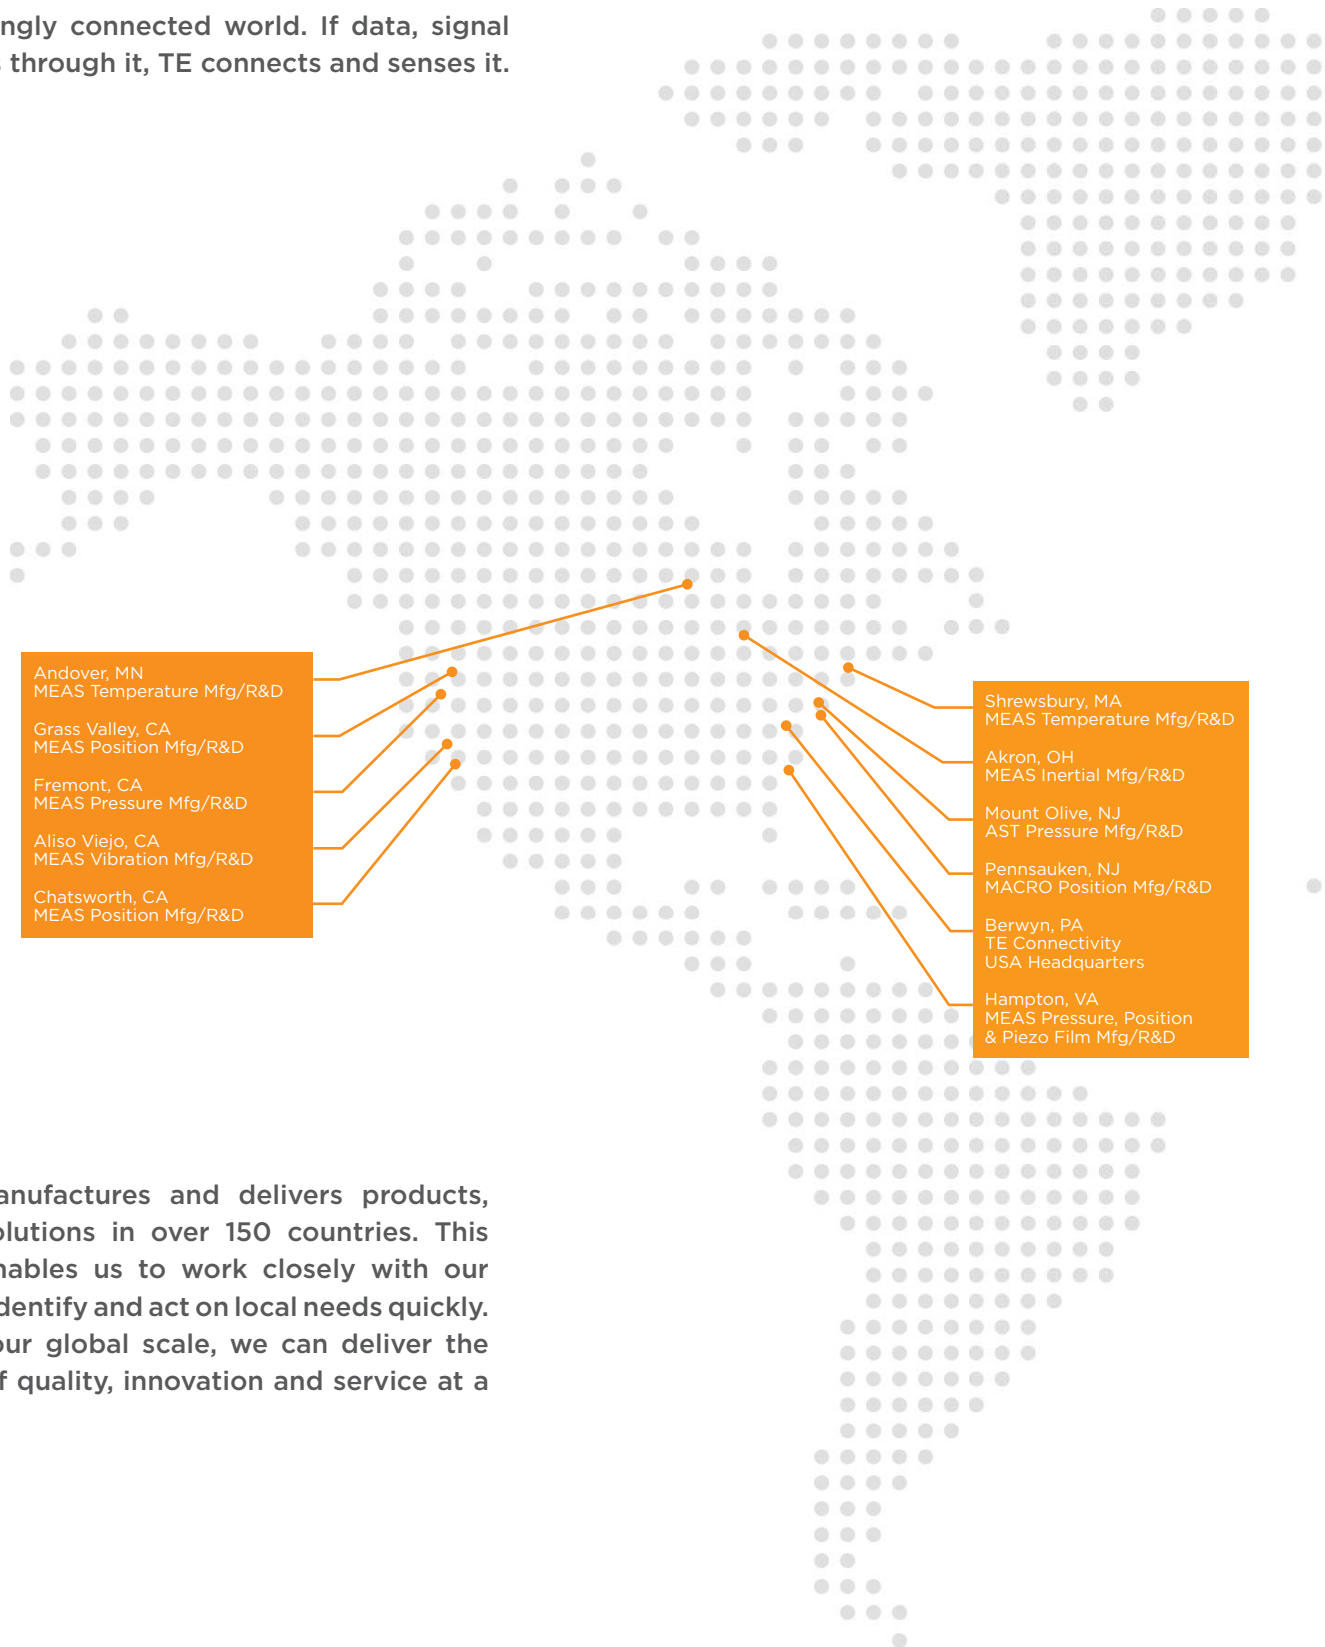 ngly connected world. If data, signal
through it, TE connects and senses it.
Andover, MN
MEAS Temperature Mfg/R&D
Grass Valley, CA
MEAS Position Mfg/R&D
Fremont, CA
MEAS Pressure Mfg/R&D
Aliso Viejo, CA
MEAS Vibration Mfg/R&D
Chatsworth, CA
MEAS Position Mfg/R&D
Shrewsbury, MA
MEAS Temperature Mfg/R&D
Akron, OH
MEAS Inertial Mfg/R&D
Mount Olive, NJ
AST Pressure Mfg/R&D
Pennsauken, NJ
MACRO Position Mfg/R&D
Berwyn, PA
TE Connectivity
USA Headquarters
Hampton, VA
MEAS Pressure, Position
& Piezo Film Mfg/R&D
anufactures and delivers products,
olutions in over 150 countries. This
nables us to work closely with our
dentify and act on local needs quickly.
our global scale, we can deliver the
f quality, innovation and service at a